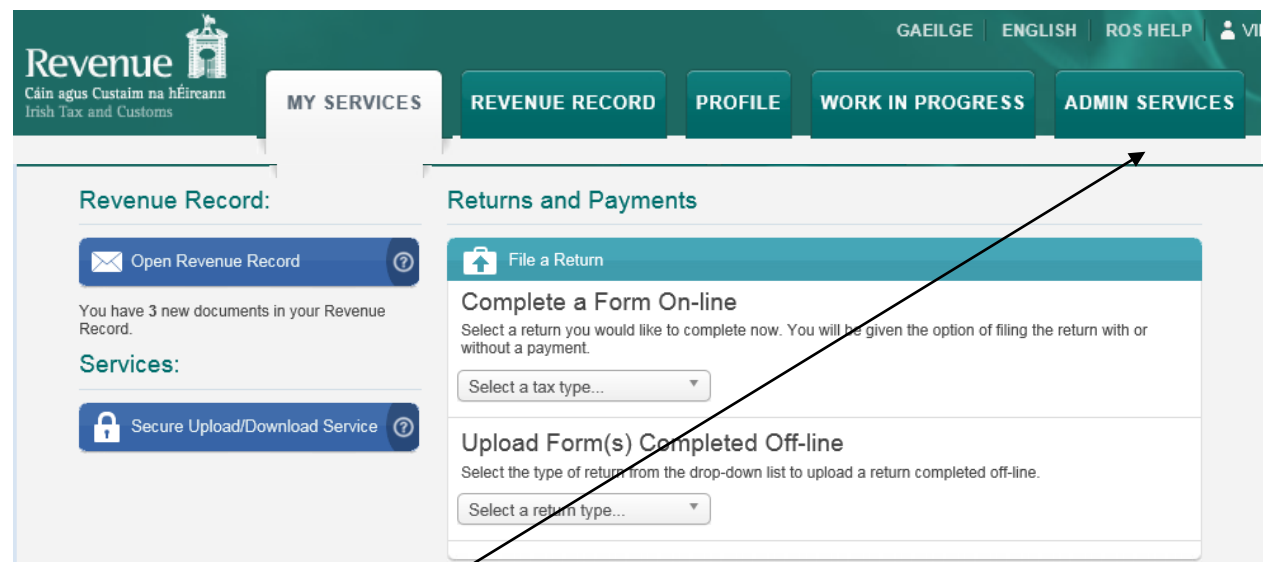 GAEILGE ENGLISH ROS HELP
Revenue
Cáin agus Custaim na hÉireann
Irish Tax and Customs
MY SERVICES REVENUE RECORD PROFILE WORK IN PROGRESS ADMIN SERVICES
Revenue Record:
Open Revenue Record ?
You have 3 new documents in your Revenue
Record.
Services:
Secure Upload/Download Service ?
Returns and Payments
File a Return
Complete a Form On-line
Select a return you would like to complete now. You will be given the option of filing the return with or
without a payment.
Select a tax type...
Upload Form(s) Completed Off-line
Select the type of return from the drop-down list to upload a return completed off-line.
Select a return type...